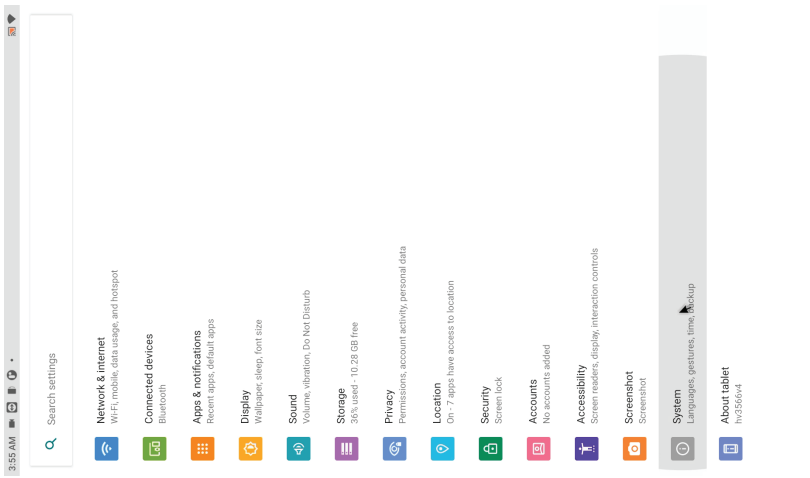 3:55 AM
Search settings
Network & internet
Wi-Fi, mobile, data usage, and hotspot
Connected devices
Bluetooth
Apps & notifications
Recent apps, default apps
Display
Wallpaper, sleep, font size
Sound
Volume, vibration, Do Not Disturb
Storage
36% used - 10.28 GB free
Privacy
Permissions, account activity, personal data
Location
On - 7 apps have access to location
Security
Screen lock
Accounts
No accounts added
Accessibility
Screen readers, display, interaction controls
Screenshot
Screenshot
System
Languages, gestures, time, backup
About tablet
hv3566v4